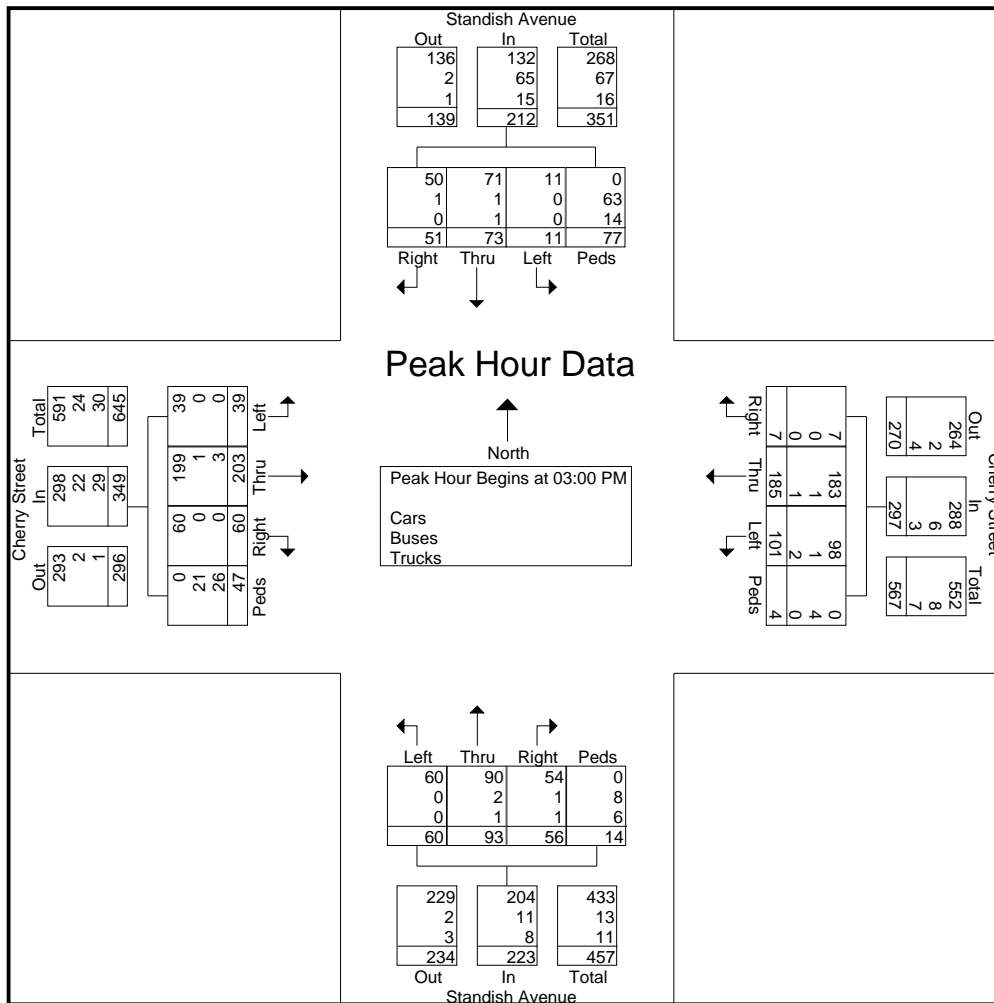 Standish Avenue
Out In Total
136 132 268
2 65 67
1 15 16
139 212 351
50 71 11 0
1 1 0 63
0 1 0 14
51 73 11 77
Right Thru Left Peds
Peak Hour Data
North
Peak Hour Begins at 03:00 PM
Cars
Buses
Trucks
Cherry Street
Out In Total
293 298 591
2 22 24
1 29 30
296 349 645
Left Thru Right Peds
39 199 60 0
0 1 0 21
0 3 0 26
39 203 60 47
Right Thru Left Peds
7 183 98 0
0 1 1 4
0 1 2 0
7 185 101 4
Cherry Street
Out In Total
264 288 552
2 6 8
4 3 7
270 297 567
Left Thru Right Peds
60 90 54 0
0 2 1 8
0 1 1 6
60 93 56 14
229 204 433
2 11 13
3 8 11
234 223 457
Out In Total
Standish Avenue